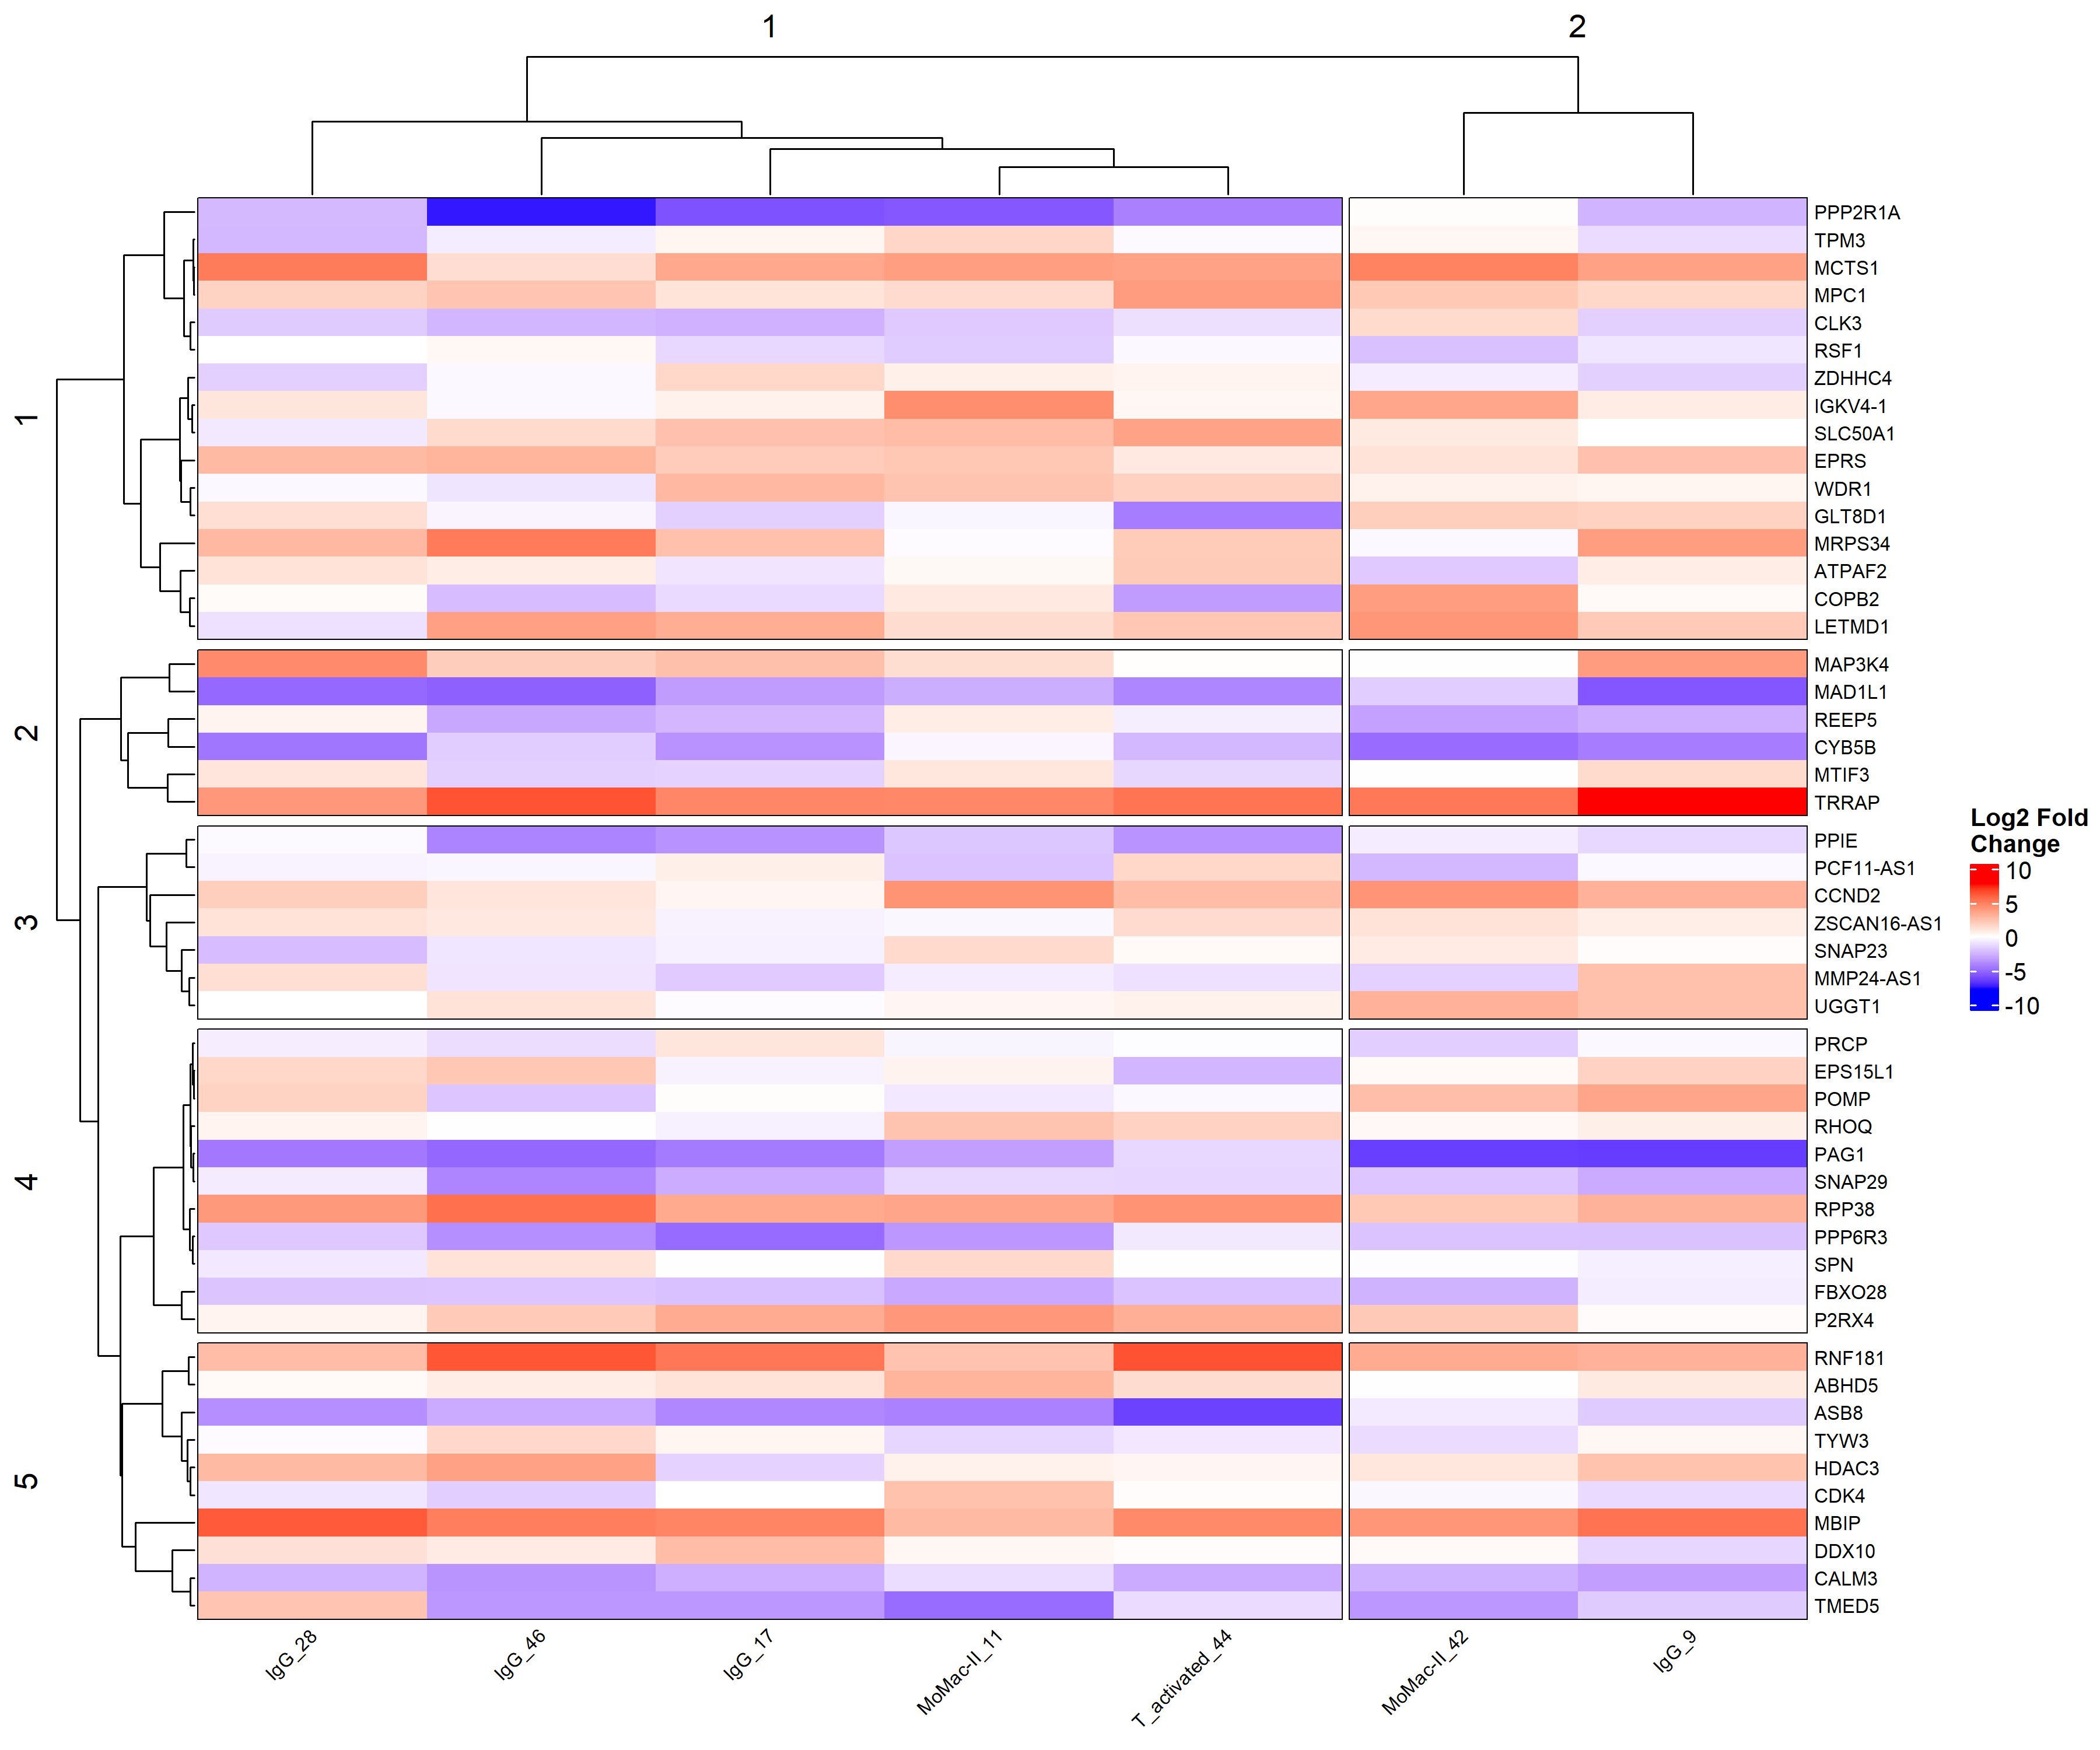 1
2
1
2
3
4
5
PPP2R1A
TPM3
MCTS1
MPC1
CLK3
RSF1
ZDHHC4
IGKV4-1
SLC50A1
EPRS
WDR1
GLT8D1
MRPS34
ATPAF2
COPB2
LETMD1
MAP3K4
MAD1L1
REEP5
CYB5B
MTIF3
TRRAP
PPIE
PCF11-AS1
CCND2
ZSCAN16-AS1
SNAP23
MMP24-AS1
UGGT1
PRCP
EPS15L1
POMP
RHOQ
PAG1
SNAP29
RPP38
PPP6R3
SPN
FBXO28
P2RX4
RNF181
ABHD5
ASB8
TYW3
HDAC3
CDK4
MBIP
DDX10
CALM3
TMED5
IgG_28
IgG_46
IgG_17
MoMac-II_11
T_activated_44
MoMac-II_42
IgG_9
Log2 Fold
Change
10
5
0
-5
-10